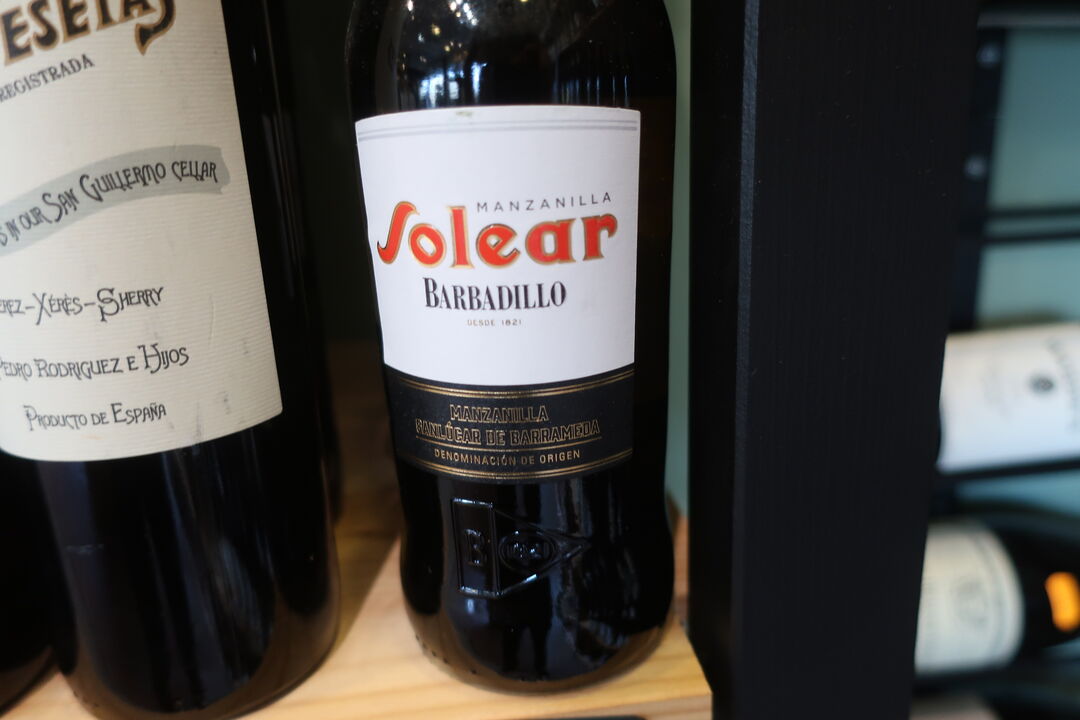 ESETAS
REGISTRADA
IN OUR SAN GUILLERMO CELLAR
EREZ-XÉRÈS-SHERRY
PEDRO RODRIGUEZ E HIJOS
PRODUCTO DE ESPAÑA
MANZANILLA
Solear
BARBADILLO
DESDE 1821
MANZANILLA
SANLÚCAR DE BARRAMEDA
DENOMINACIÓN DE ORIGEN
B 1821